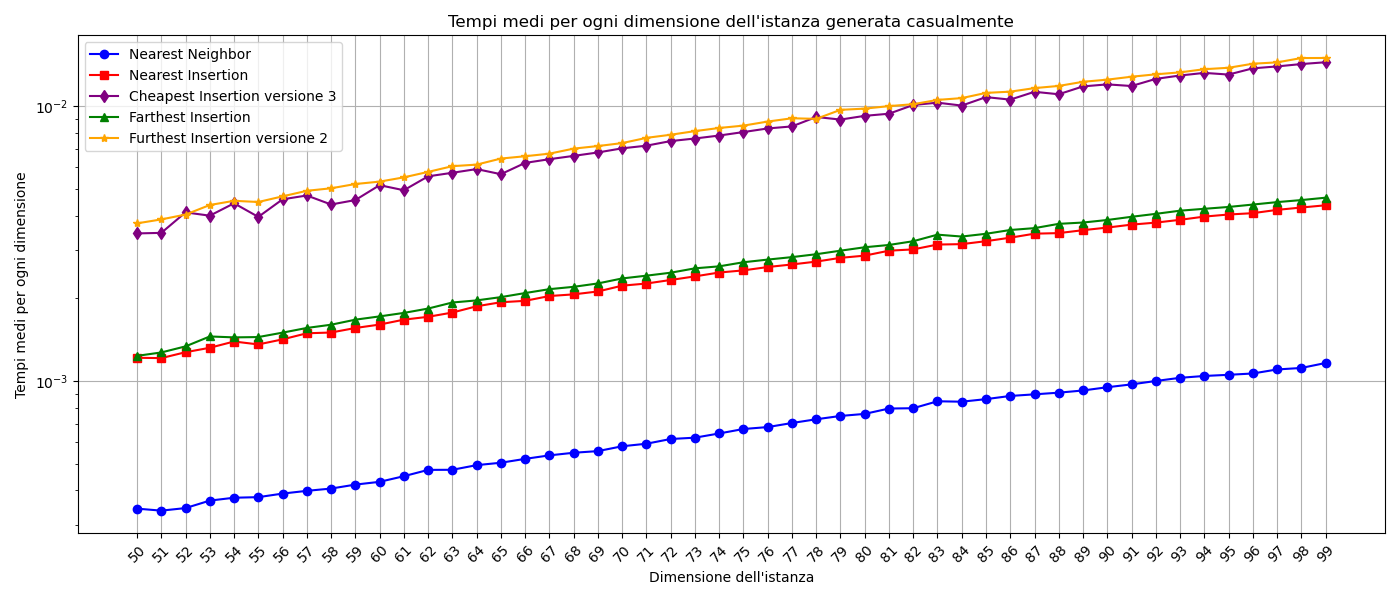 Tempi medi per ogni dimensione dell'istanza generata casualmente
Nearest Neighbor
Nearest Insertion
Cheapest Insertion versione 3
Farthest Insertion
Furthest Insertion versione 2
Tempi medi per ogni dimensione
10⁻²
10⁻³
50 51 52 53 54 55 56 57 58 59 60 61 62 63 64 65 66 67 68 69 70 71 72 73 74 75 76 77 78 79 80 81 82 83 84 85 86 87 88 89 90 91 92 93 94 95 96 97 98 99
Dimensione dell'istanza